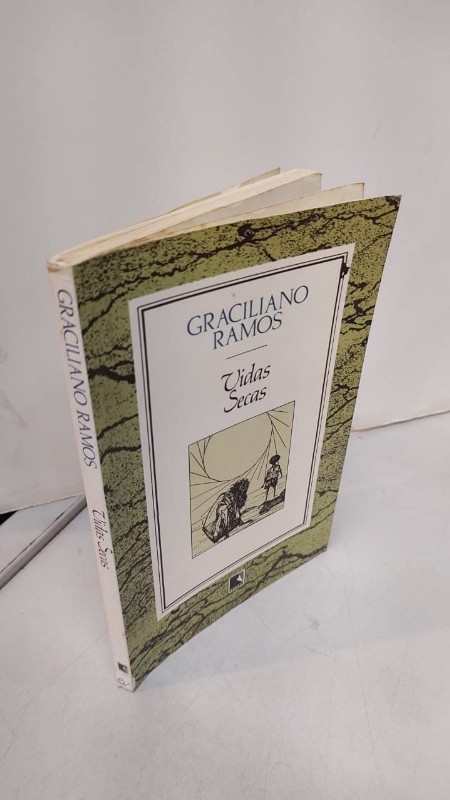 GRACILIANO
RAMOS
Vidas
Secas
GRACILIANO RAMOS
Vidas Secas